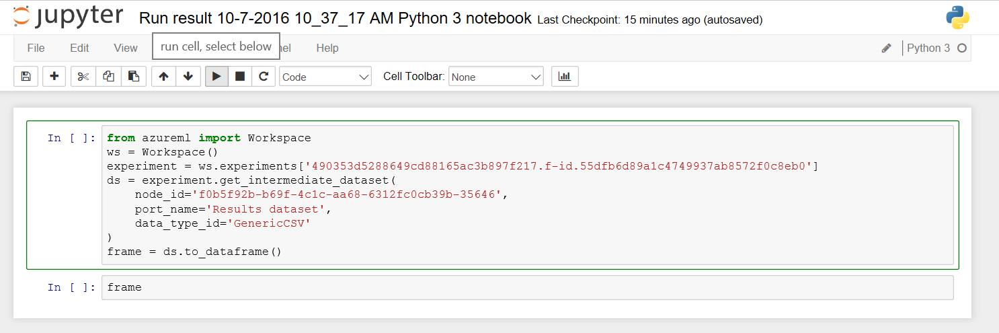 jupyter Run result 10-7-2016 10_37_17 AM Python 3 notebook Last Checkpoint: 15 minutes ago (autosaved)
File Edit View run cell, select below nel Help Python 3
Code Cell Toolbar: None
In [ ]: from azureml import Workspace
ws = Workspace()
experiment = ws.experiments['490353d5288649cd88165ac3b897f217.f-id.55dfb6d89a1c4749937ab8572f0c8eb0']
ds = experiment.get_intermediate_dataset(
    node_id='f0b5f92b-b69f-4c1c-aa68-6312fc0cb39b-35646',
    port_name='Results dataset',
    data_type_id='GenericCSV'
)
frame = ds.to_dataframe()
In [ ]: frame